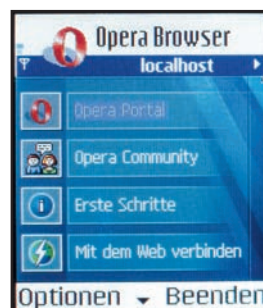 Opera Browser
localhost
Opera Portal
Opera Community
Erste Schritte
Mit dem Web verbinden
Optionen Beenden